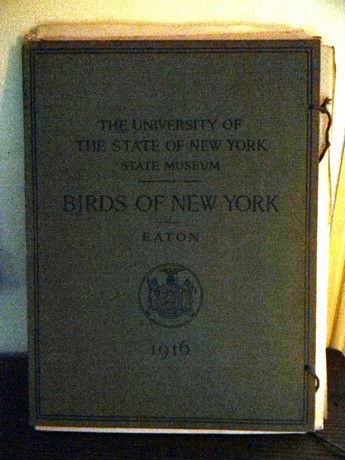 THE UNIVERSITY OF
THE STATE OF NEW YORK
STATE MUSEUM
BIRDS OF NEW YORK
EATON
1916